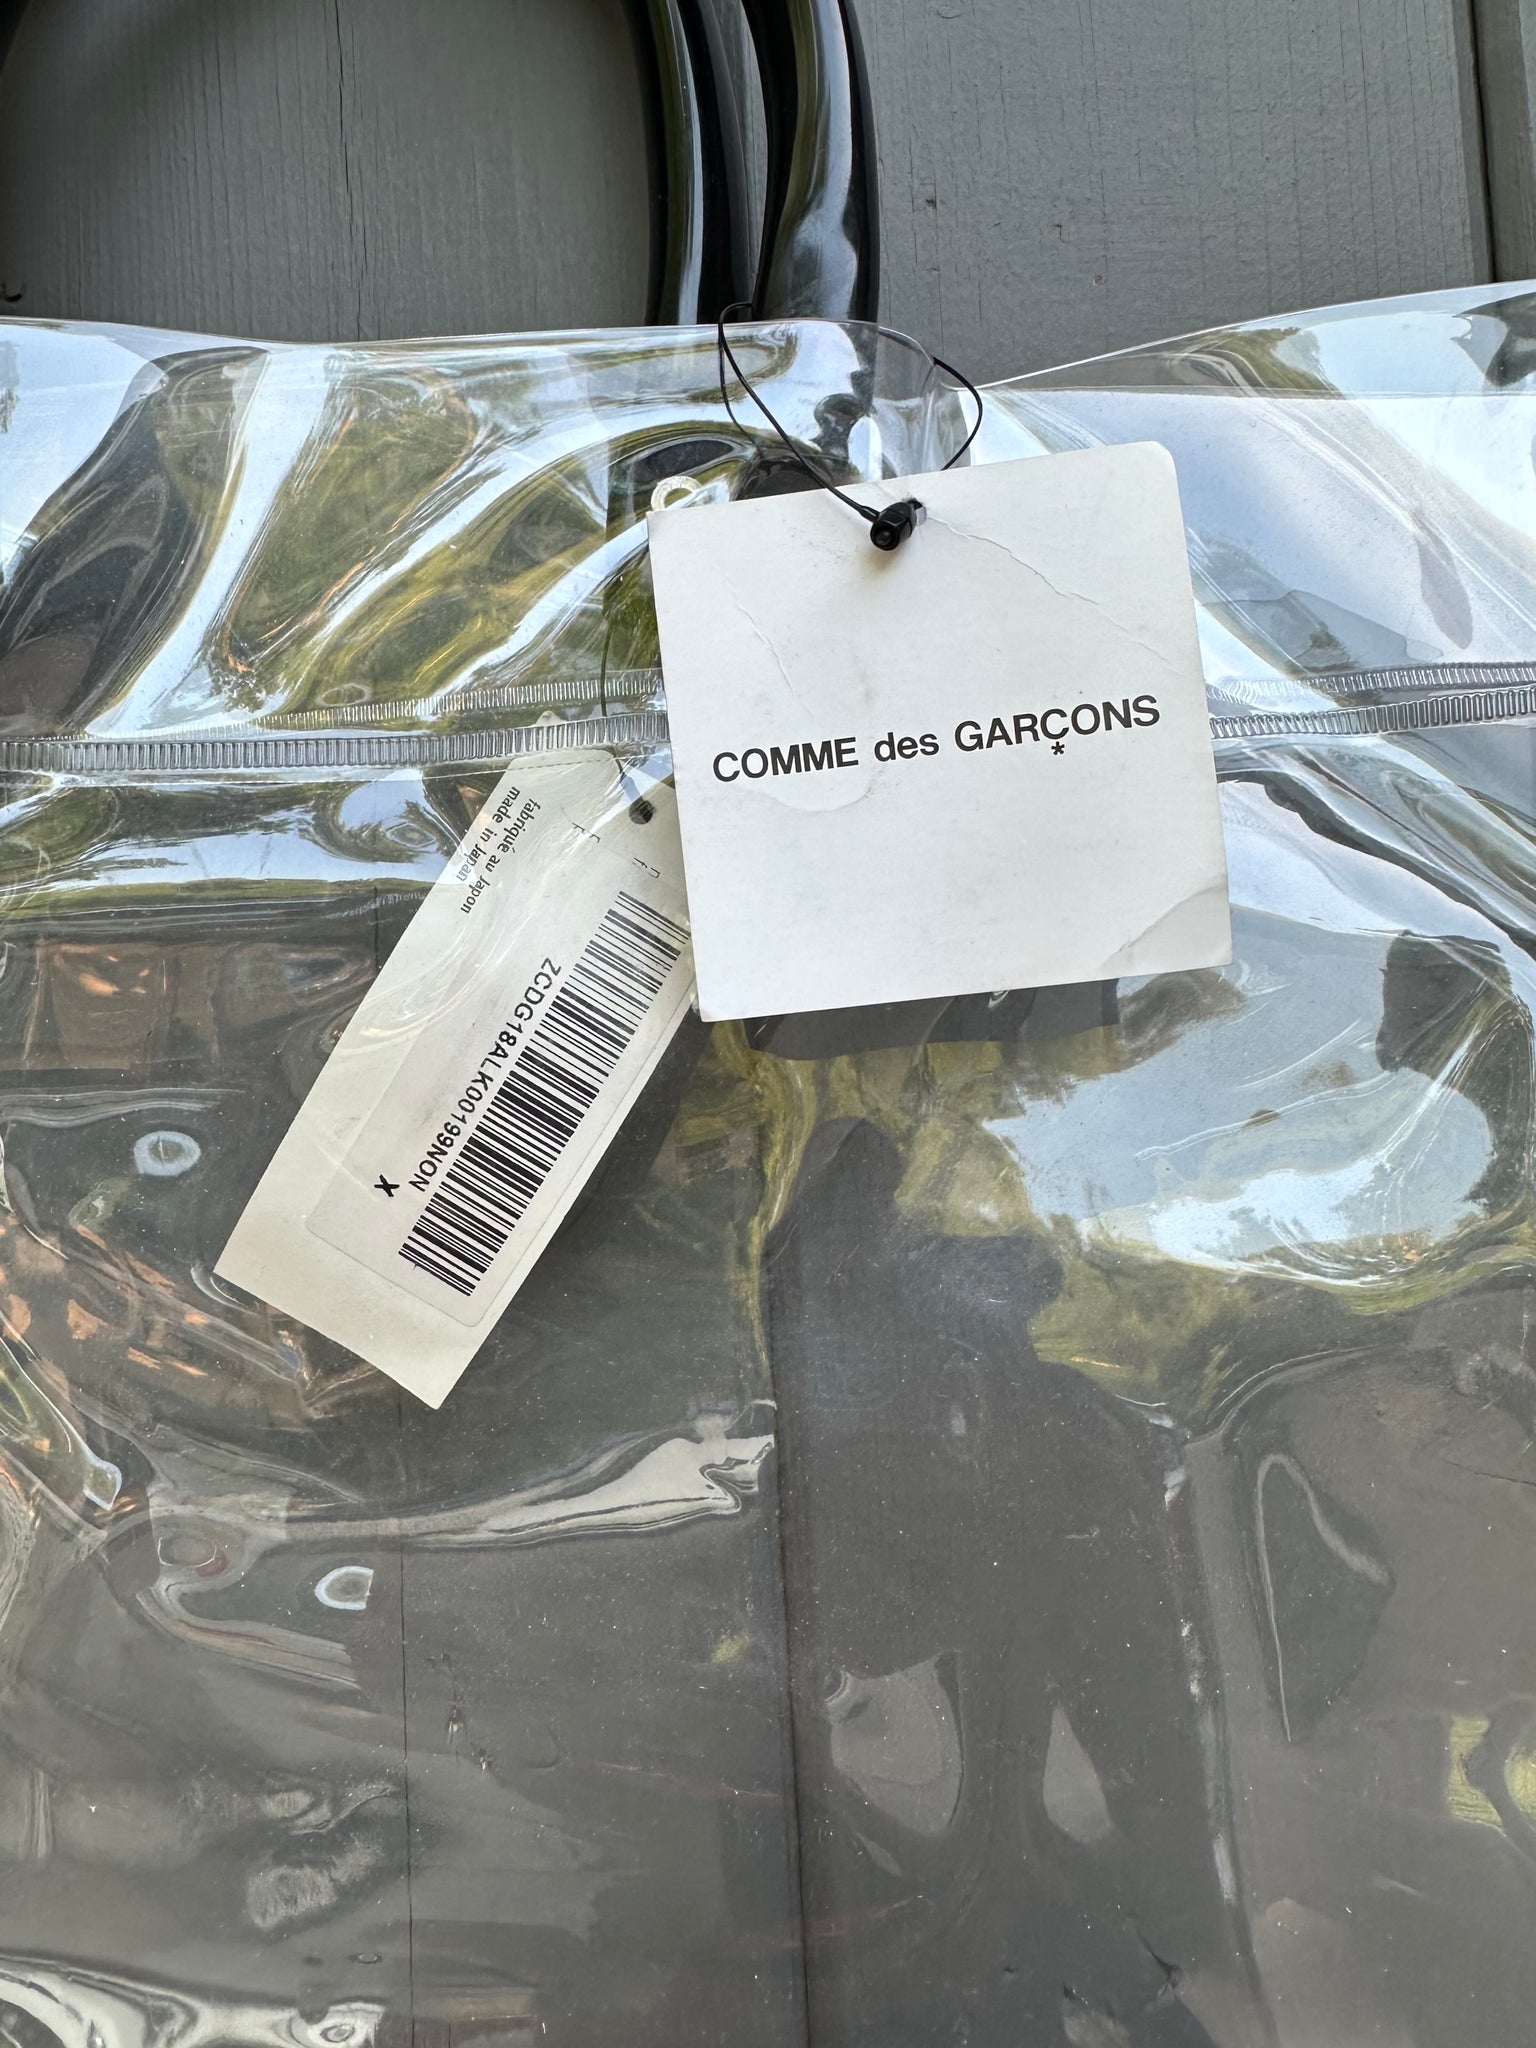 COMME des GARÇONS
*
fabriqué au Japon
made in Japan
ZCDG18ALK00199NON
X